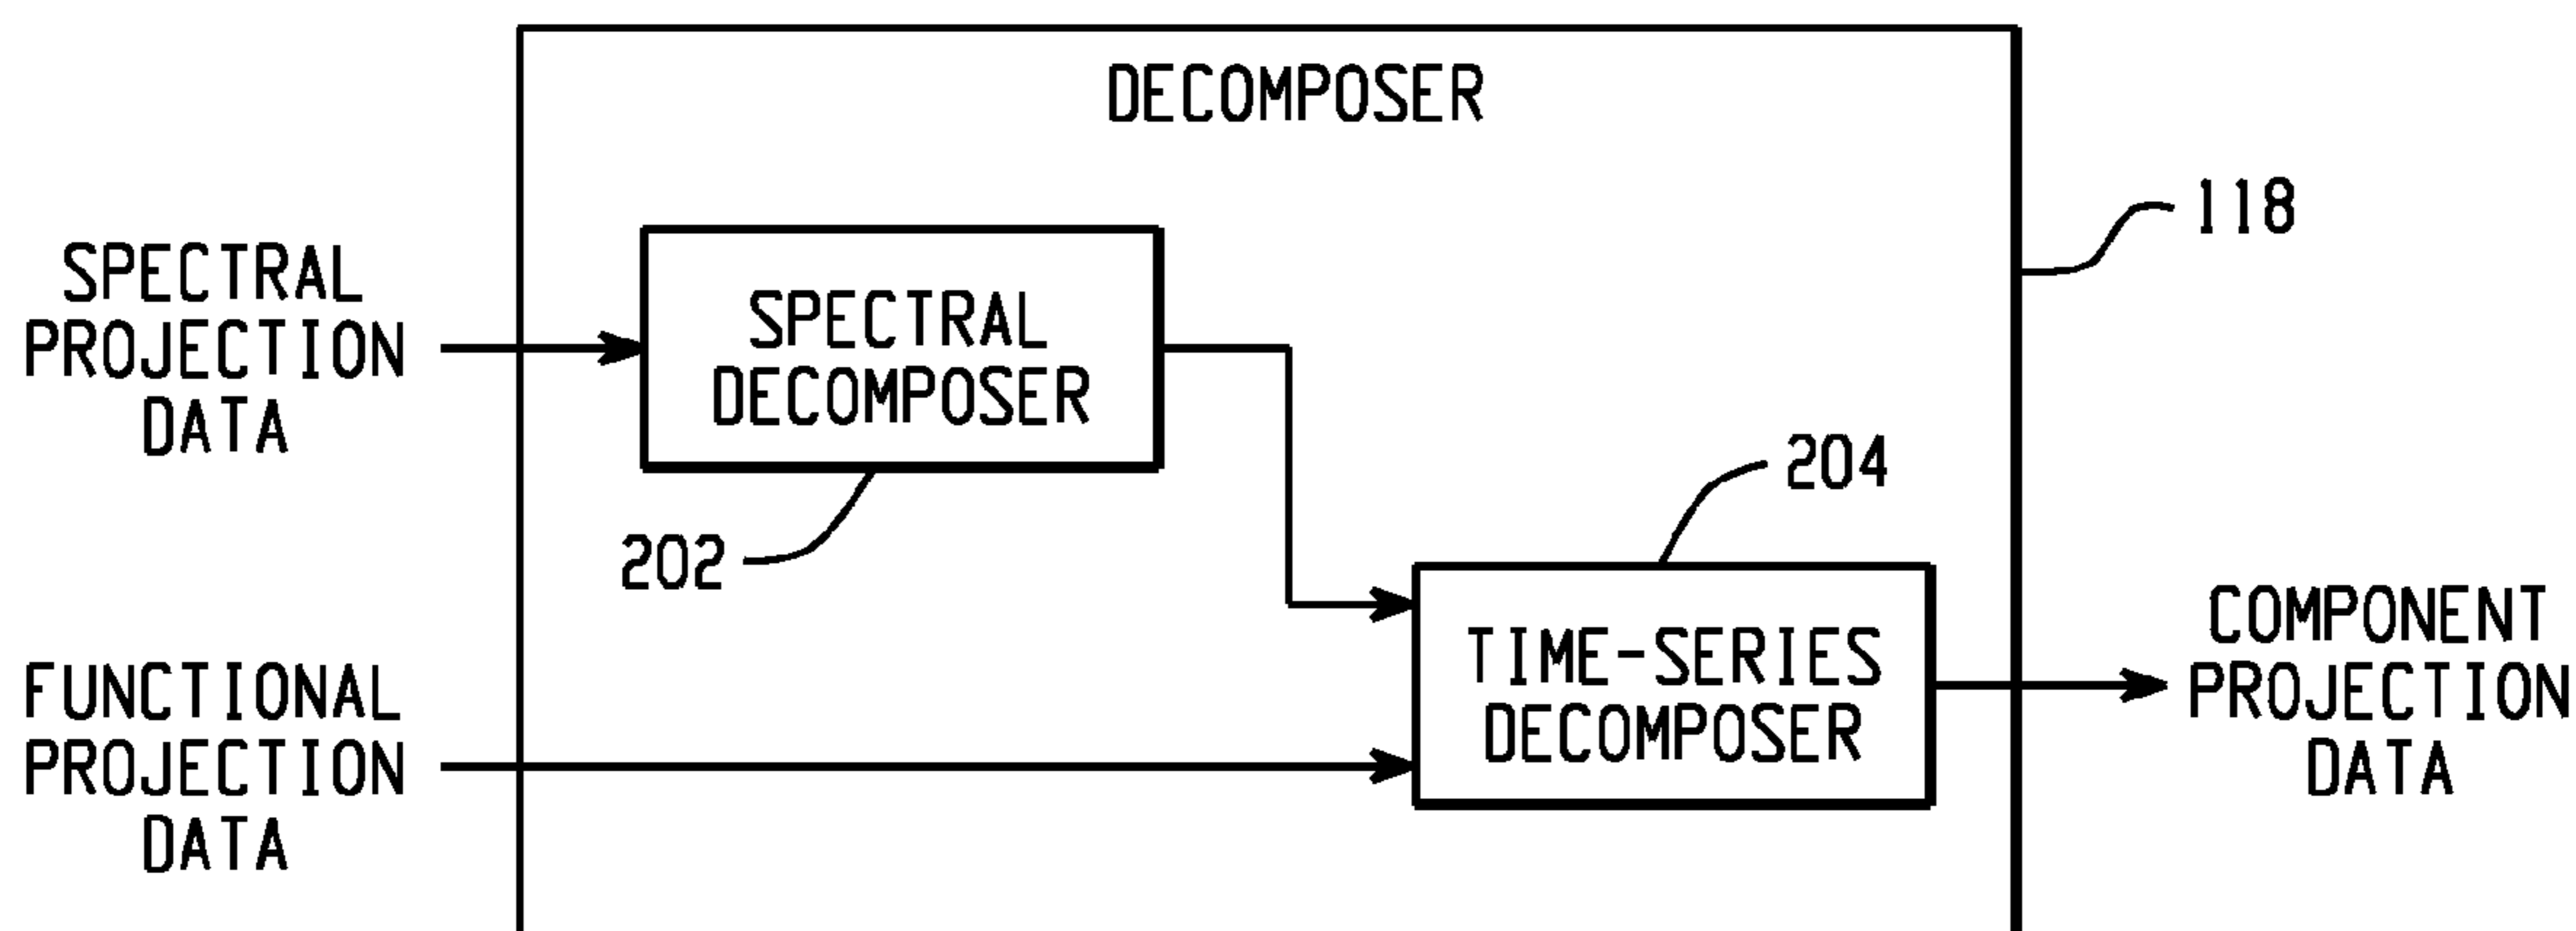 DECOMPOSER
118
SPECTRAL
PROJECTION
DATA
SPECTRAL
DECOMPOSER
202
204
FUNCTIONAL
PROJECTION
DATA
TIME-SERIES
DECOMPOSER
COMPONENT
PROJECTION
DATA